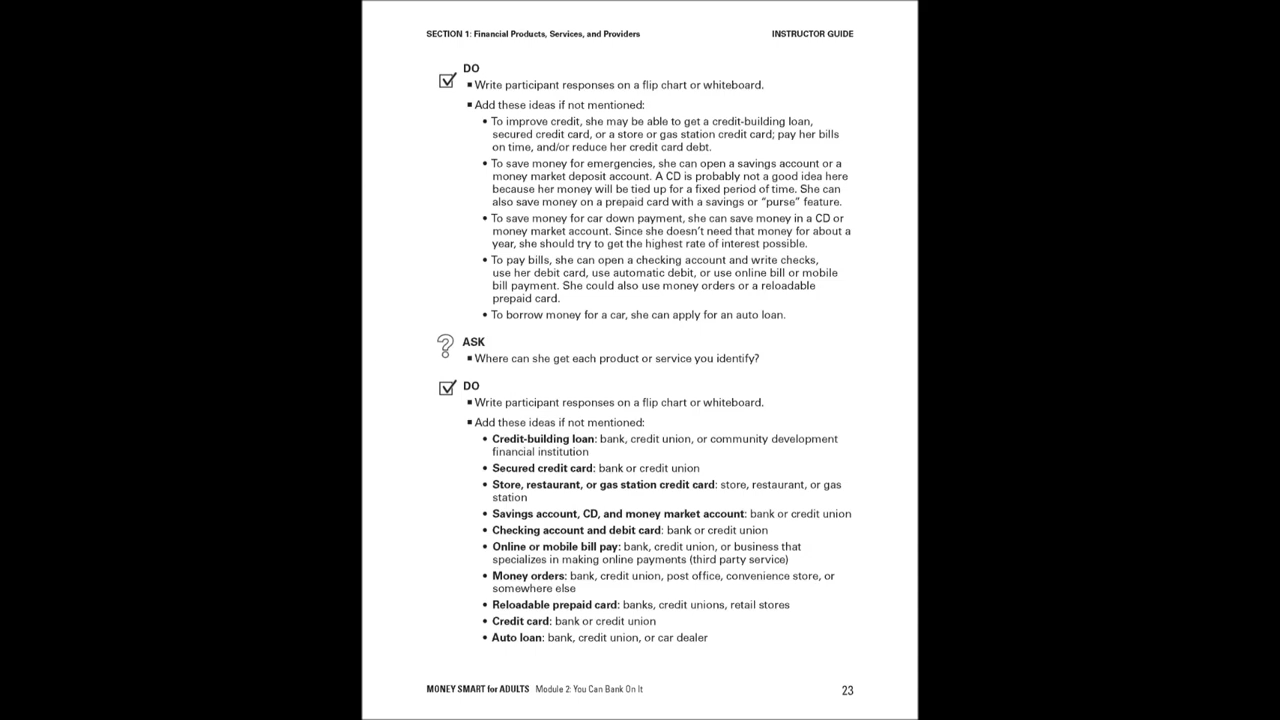 SECTION 1: Financial Products, Services, and Providers INSTRUCTOR GUIDE
DO
▪ Write participant responses on a flip chart or whiteboard.
▪ Add these ideas if not mentioned:
• To improve credit, she may be able to get a credit-building loan,
secured credit card, or a store or gas station credit card; pay her bills
on time, and/or reduce her credit card debt.
• To save money for emergencies, she can open a savings account or a
money market deposit account. A CD is probably not a good idea here
because her money will be tied up for a fixed period of time. She can
also save money on a prepaid card with a savings or “purse” feature.
• To save money for car down payment, she can save money in a CD or
money market account. Since she doesn’t need that money for about a
year, she should try to get the highest rate of interest possible.
• To pay bills, she can open a checking account and write checks,
use her debit card, use automatic debit, or use online bill or mobile
bill payment. She could also use money orders or a reloadable
prepaid card.
• To borrow money for a car, she can apply for an auto loan.
ASK
▪ Where can she get each product or service you identify?
DO
▪ Write participant responses on a flip chart or whiteboard.
▪ Add these ideas if not mentioned:
• Credit-building loan: bank, credit union, or community development
financial institution
• Secured credit card: bank or credit union
• Store, restaurant, or gas station credit card: store, restaurant, or gas
station
• Savings account, CD, and money market account: bank or credit union
• Checking account and debit card: bank or credit union
• Online or mobile bill pay: bank, credit union, or business that
specializes in making online payments (third party service)
• Money orders: bank, credit union, post office, convenience store, or
somewhere else
• Reloadable prepaid card: banks, credit unions, retail stores
• Credit card: bank or credit union
• Auto loan: bank, credit union, or car dealer
MONEY SMART for ADULTS Module 2: You Can Bank On It 23